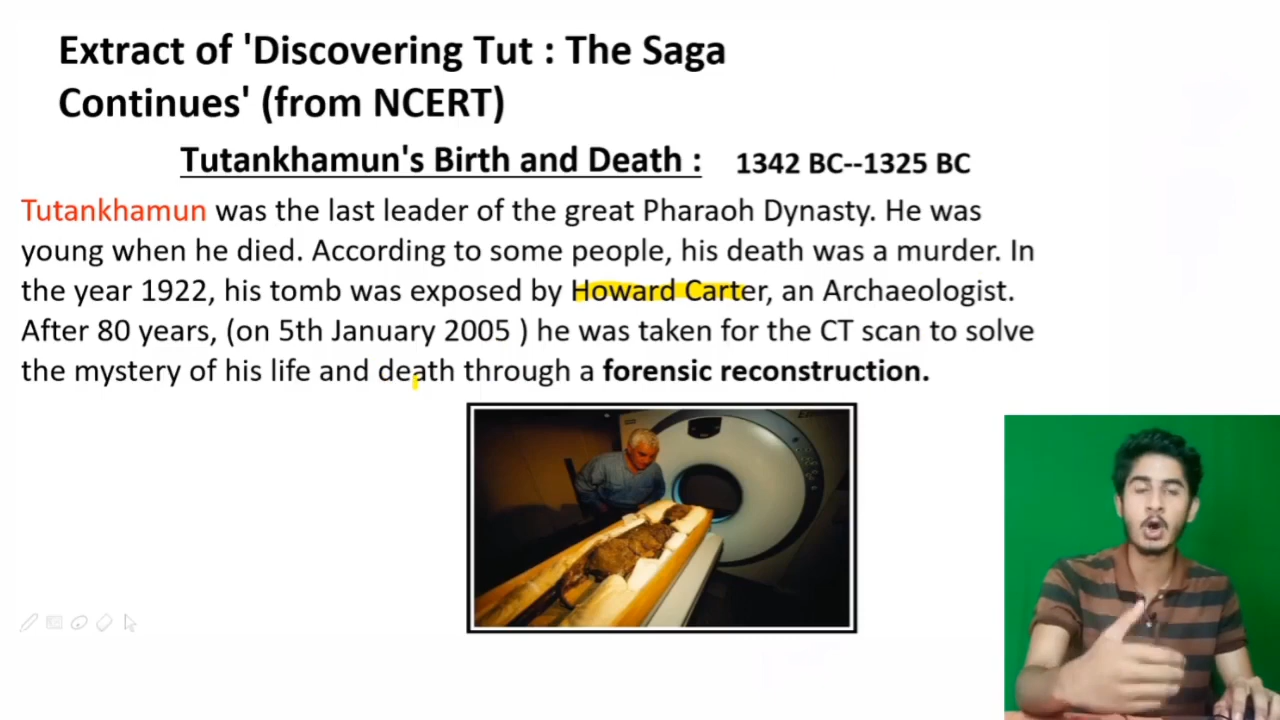 Extract of 'Discovering Tut : The Saga
Continues' (from NCERT)
Tutankhamun's Birth and Death : 1342 BC--1325 BC
Tutankhamun was the last leader of the great Pharaoh Dynasty. He was
young when he died. According to some people, his death was a murder. In
the year 1922, his tomb was exposed by Howard Carter, an Archaeologist.
After 80 years, (on 5th January 2005 ) he was taken for the CT scan to solve
the mystery of his life and death through a forensic reconstruction.